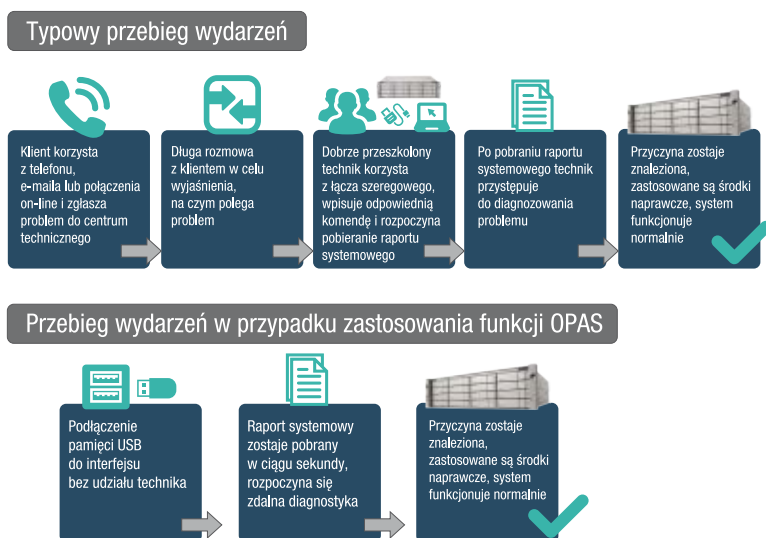 Typowy przebieg wydarzeń
Klient korzysta
z telefonu,
e-maila lub połączenia
on-line i zgłasza
problem do centrum
technicznego
Długa rozmowa
z klientem w celu
wyjaśnienia,
na czym polega
problem
Dobrze przeszkolony
technik korzysta
z łącza szeregowego,
wpisuje odpowiednią
komendę i rozpoczyna
pobieranie raportu
systemowego
Po pobraniu raportu
systemowego technik
przystępuje
do diagnozowania
problemu
Przyczyna zostaje
znaleziona,
zastosowane są środki
naprawcze, system
funkcjonuje
normalnie
Przebieg wydarzeń w przypadku zastosowania funkcji OPAS
Podłączenie
pamięci USB
do interfejsu
bez udziału technika
Raport systemowy
zostaje pobrany
w ciągu sekundy,
rozpoczyna się
zdalna diagnostyka
Przyczyna zostaje
znaleziona,
zastosowane są środki
naprawcze, system
funkcjonuje normalnie